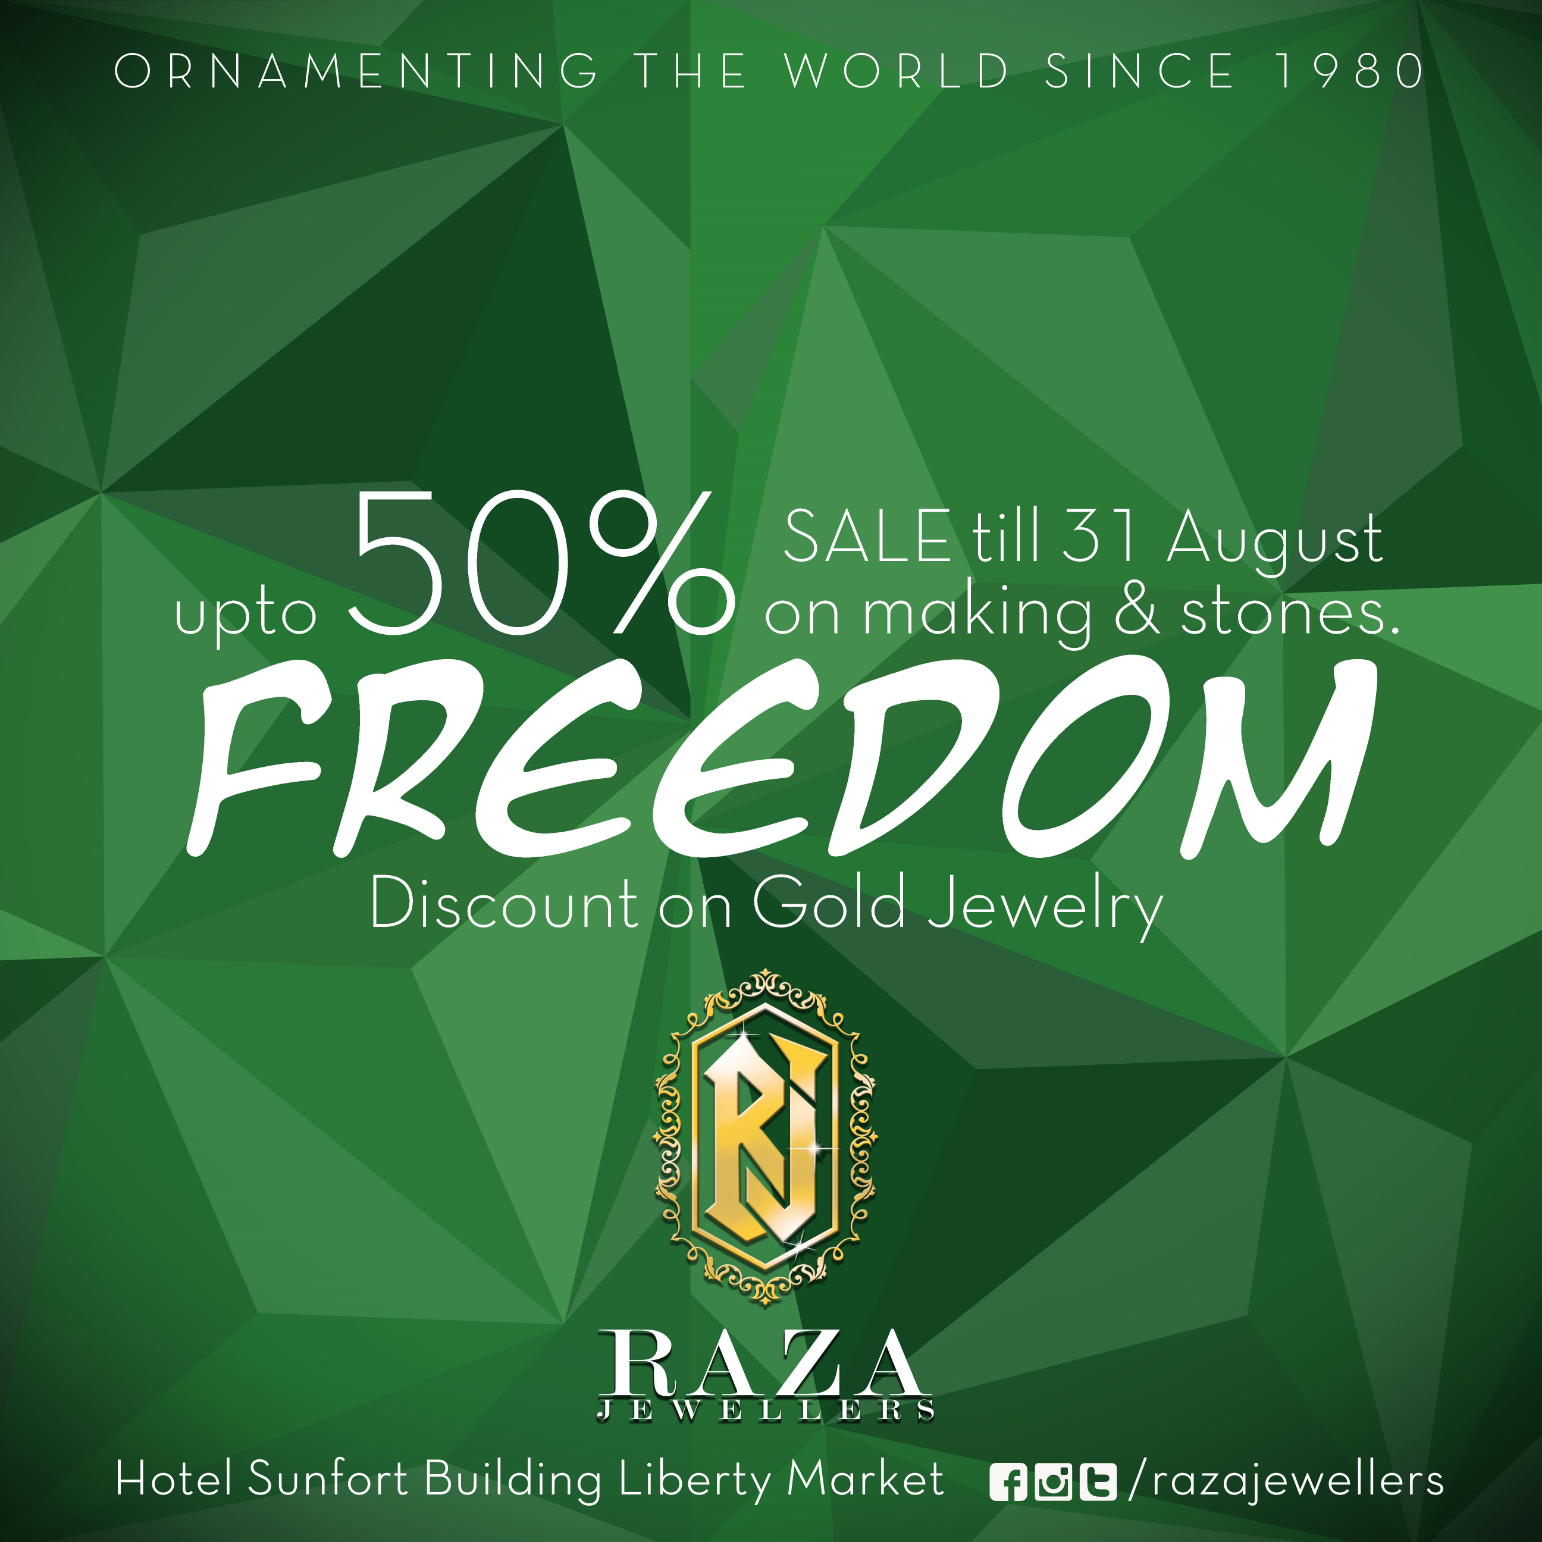 ORNAMENTING THE WORLD SINCE 1980
upto 50% SALE till 31 August
on making & stones.
FREEDOM
Discount on Gold Jewelry
RJ
RAZA
JEWELLERS
Hotel Sunfort Building Liberty Market /razajewellers